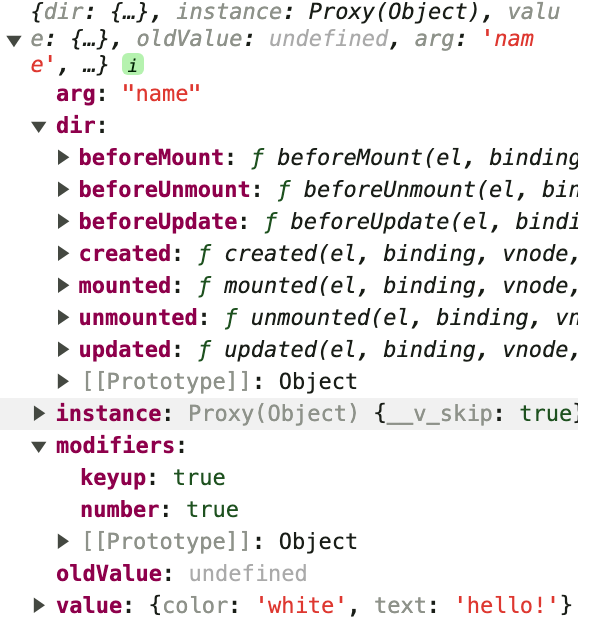 {dir: {…}, instance: Proxy(Object), valu
e: {…}, oldValue: undefined, arg: 'nam
e', …} i
arg: "name"
dir:
beforeMount: ƒ beforeMount(el, binding
beforeUnmount: ƒ beforeUnmount(el, bin
beforeUpdate: ƒ beforeUpdate(el, bindi
created: ƒ created(el, binding, vnode,
mounted: ƒ mounted(el, binding, vnode,
unmounted: ƒ unmounted(el, binding, vn
updated: ƒ updated(el, binding, vnode,
[[Prototype]]: Object
instance: Proxy(Object) {__v_skip: true}
modifiers:
keyup: true
number: true
[[Prototype]]: Object
oldValue: undefined
value: {color: 'white', text: 'hello!'}